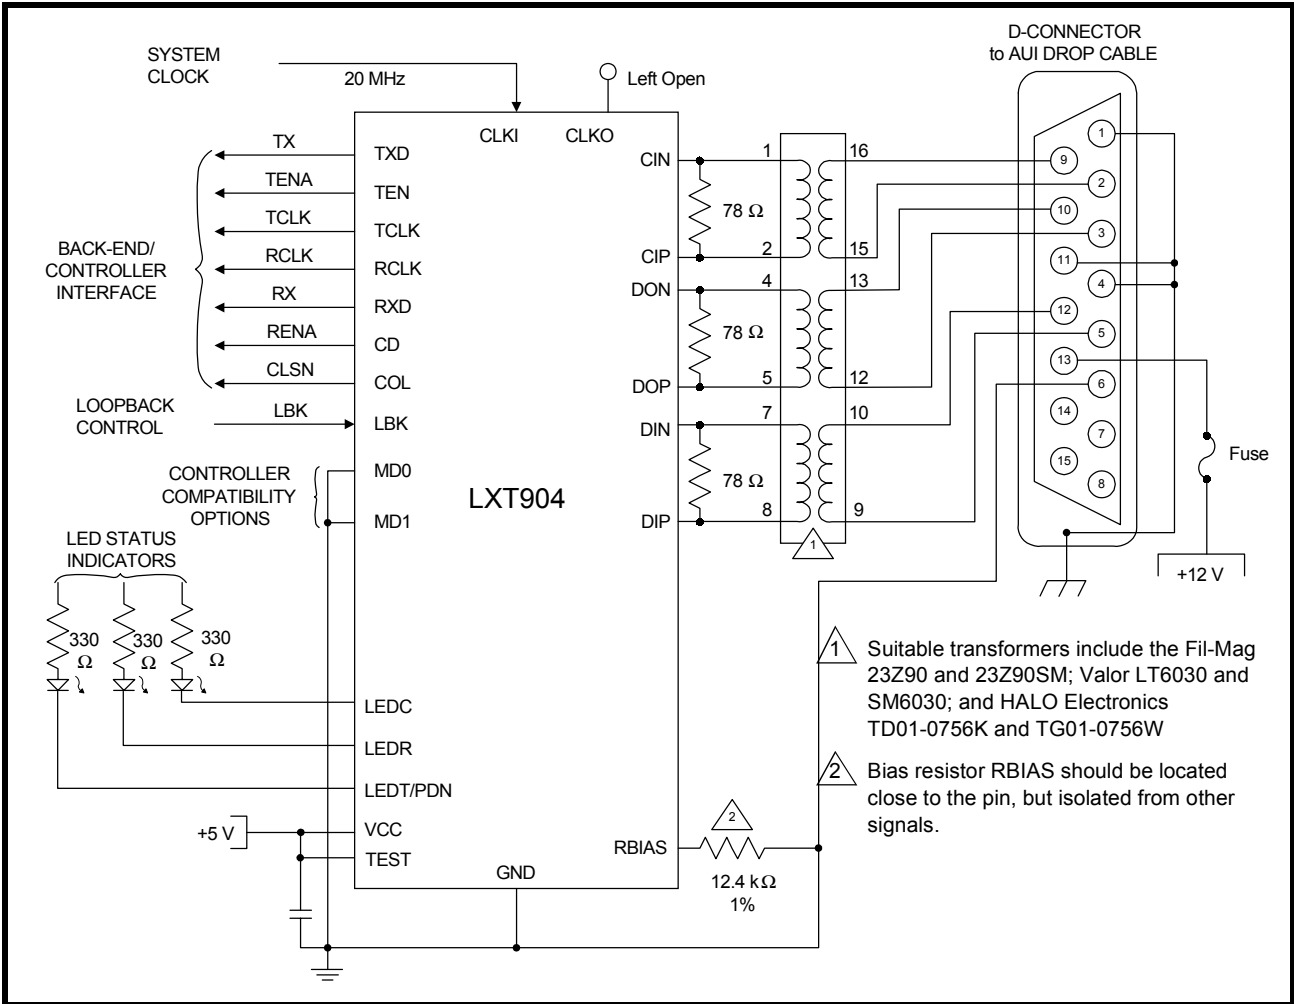 D-CONNECTOR
to AUI DROP CABLE
SYSTEM
CLOCK
20 MHz
Left Open
CLKI
CLKO
BACK-END/
CONTROLLER
INTERFACE
TX
TENA
TCLK
RCLK
RX
RENA
CLSN
TXD
TEN
TCLK
RCLK
RXD
CD
COL
LOOPBACK
CONTROL
LBK
LBK
CONTROLLER
COMPATIBILITY
OPTIONS
MD0
MD1
LXT904
LED STATUS
INDICATORS
330
Ω
330
Ω
330
Ω
LEDC
LEDR
LEDT/PDN
+5 V
VCC
TEST
GND
RBIAS
2
12.4 kΩ
1%
CIN
CIP
DON
DOP
DIN
DIP
78 Ω
78 Ω
78 Ω
1
2
4
5
7
8
16
15
13
12
10
9
1
1
9
2
10
3
11
4
12
5
13
6
14
7
15
8
Fuse
+12 V
1 Suitable transformers include the Fil-Mag
23Z90 and 23Z90SM; Valor LT6030 and
SM6030; and HALO Electronics
TD01-0756K and TG01-0756W
2 Bias resistor RBIAS should be located
close to the pin, but isolated from other
signals.